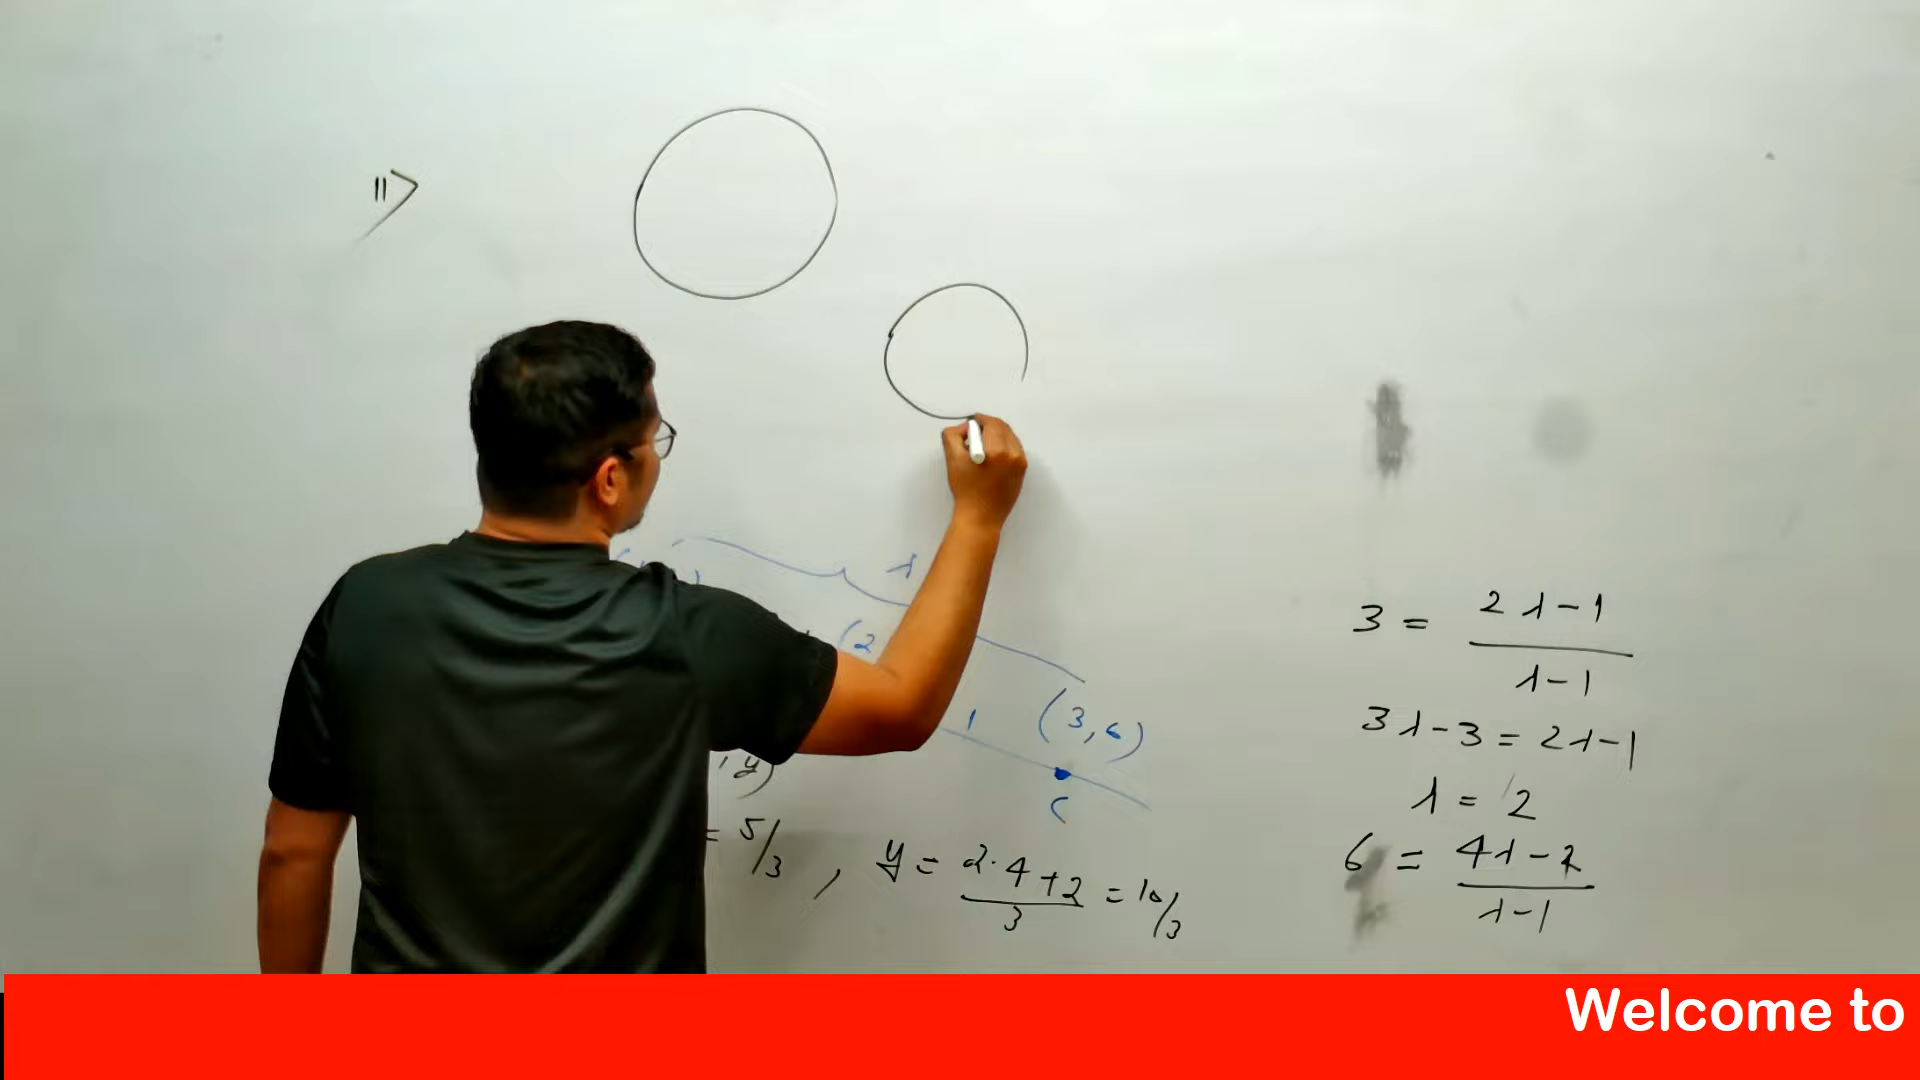 11>
λ
(2
1
(3,6)
, y)
C
= 5/3 , y = 2·4+2/3 = 10/3
3 = 2λ-1/λ-1
3λ-3 = 2λ-1
λ = 2
6 = 4λ-2/λ-1
Welcome to